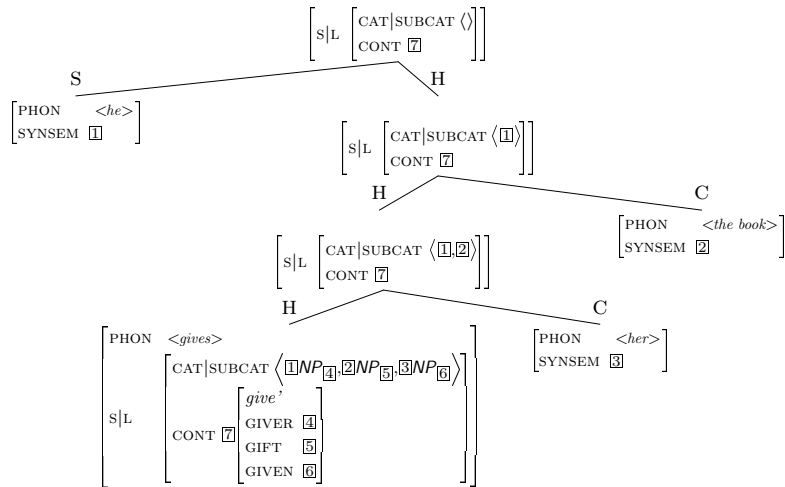 S|L [CAT|SUBCAT ⟨⟩
CONT 7]
S H
PHON <he>
SYNSEM 1
S|L [CAT|SUBCAT ⟨1⟩
CONT 7]
H C
PHON <the book>
SYNSEM 2
S|L [CAT|SUBCAT ⟨1,2⟩
CONT 7]
H C
PHON <her>
SYNSEM 3
PHON <gives>
CAT|SUBCAT ⟨1NP4,2NP5,3NP6⟩
S|L
give'
CONT 7
GIVER 4
GIFT 5
GIVEN 6